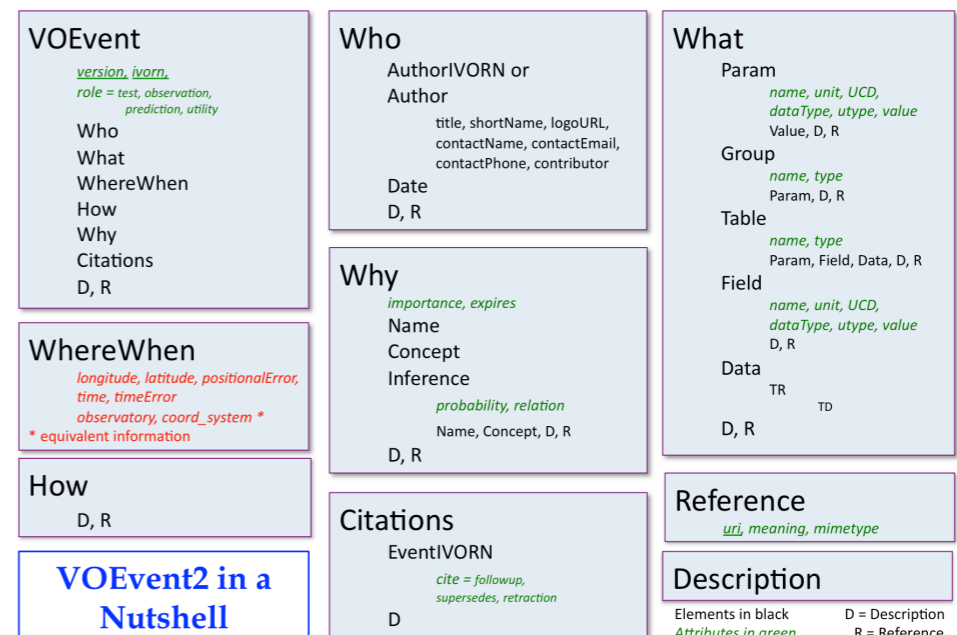 VOEvent
version, ivorn,
role = test, observation,
prediction, utility
Who
What
WhereWhen
How
Why
Citations
D, R
WhereWhen
longitude, latitude, positionalError,
time, timeError
observatory, coord_system *
* equivalent information
How
D, R
VOEvent2 in a
Nutshell
Who
AuthorIVORN or
Author
title, shortName, logoURL,
contactName, contactEmail,
contactPhone, contributor
Date
D, R
Why
importance, expires
Name
Concept
Inference
probability, relation
Name, Concept, D, R
D, R
Citations
EventIVORN
cite = followup,
supersedes, retraction
D
What
Param
name, unit, UCD,
dataType, utype, value
Value, D, R
Group
name, type
Param, D, R
Table
name, type
Param, Field, Data, D, R
Field
name, unit, UCD,
dataType, utype, value
D, R
Data
TR
TD
D, R
Reference
uri, meaning, mimetype
Description
Elements in black D = Description
Attributes in green R = Reference